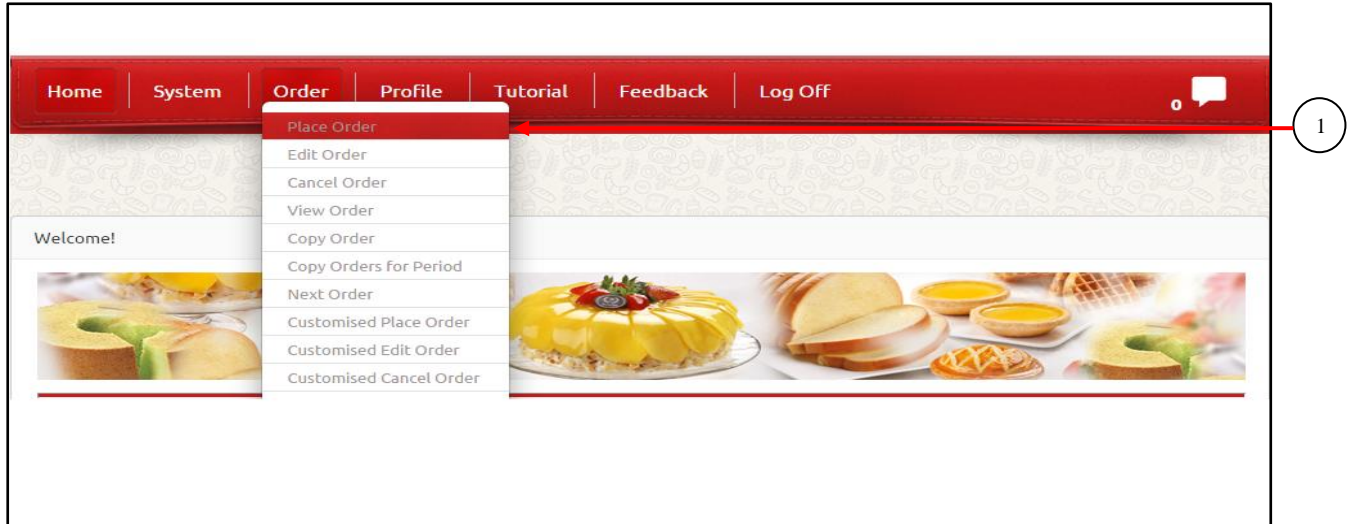 Home System Order Profile Tutorial Feedback Log Off 0
Place Order
1
Edit Order
Cancel Order
View Order
Welcome!
Copy Order
Copy Orders for Period
Next Order
Customised Place Order
Customised Edit Order
Customised Cancel Order